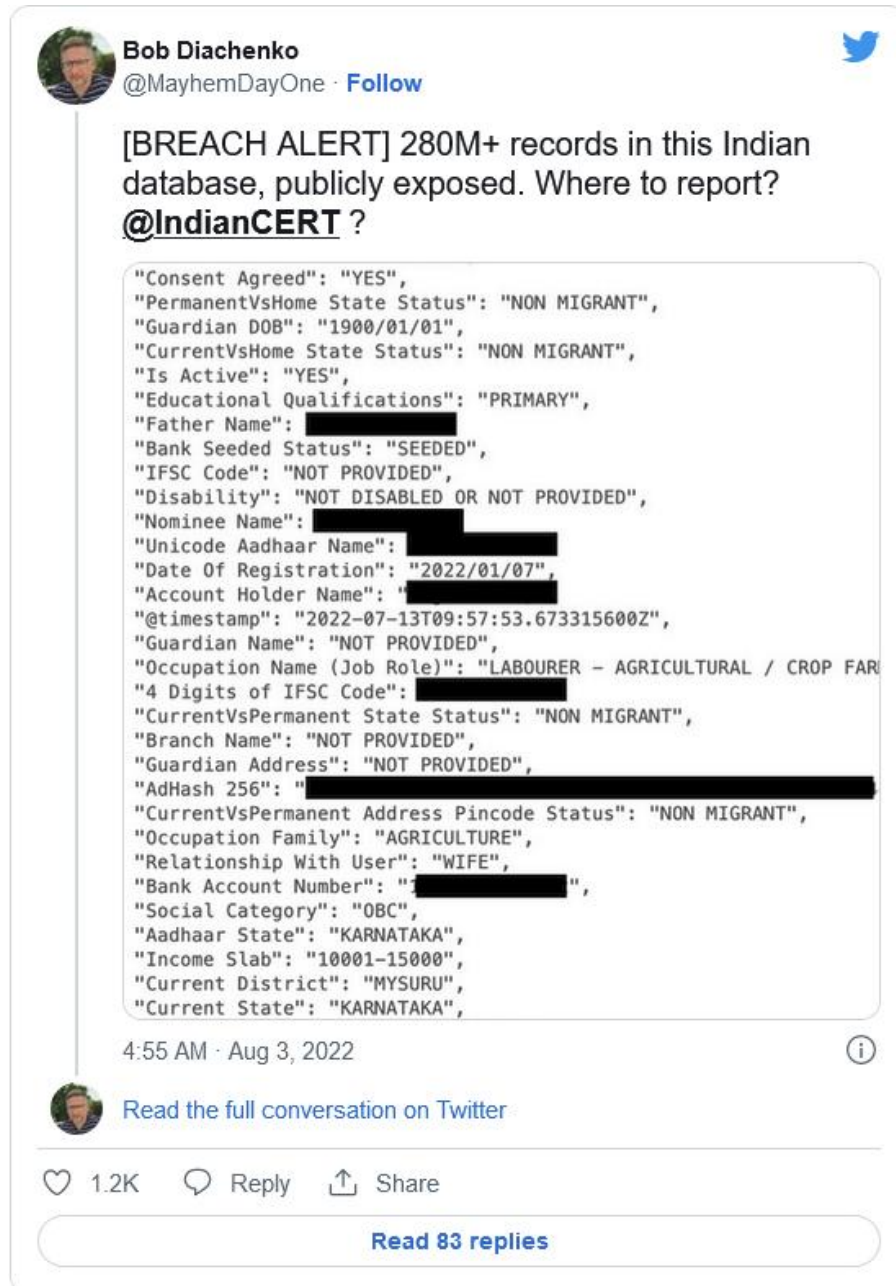 Bob Diachenko
@MayhemDayOne · Follow
[BREACH ALERT] 280M+ records in this Indian
database, publicly exposed. Where to report?
@IndianCERT ?
"Consent Agreed": "YES",
"PermanentVsHome State Status": "NON MIGRANT",
"Guardian DOB": "1900/01/01",
"CurrentVsHome State Status": "NON MIGRANT",
"Is Active": "YES",
"Educational Qualifications": "PRIMARY",
"Father Name":
"Bank Seeded Status": "SEEDED",
"IFSC Code": "NOT PROVIDED",
"Disability": "NOT DISABLED OR NOT PROVIDED",
"Nominee Name":
"Unicode Aadhaar Name":
"Date Of Registration": "2022/01/07",
"Account Holder Name": "
"@timestamp": "2022-07-13T09:57:53.673315600Z",
"Guardian Name": "NOT PROVIDED",
"Occupation Name (Job Role)": "LABOURER – AGRICULTURAL / CROP FAR
"4 Digits of IFSC Code":
"CurrentVsPermanent State Status": "NON MIGRANT",
"Branch Name": "NOT PROVIDED",
"Guardian Address": "NOT PROVIDED",
"AdHash 256": "
"CurrentVsPermanent Address Pincode Status": "NON MIGRANT",
"Occupation Family": "AGRICULTURE",
"Relationship With User": "WIFE",
"Bank Account Number": " ",
"Social Category": "OBC",
"Aadhaar State": "KARNATAKA",
"Income Slab": "10001-15000",
"Current District": "MYSURU",
"Current State": "KARNATAKA",
4:55 AM · Aug 3, 2022
Read the full conversation on Twitter
1.2K Reply Share
Read 83 replies